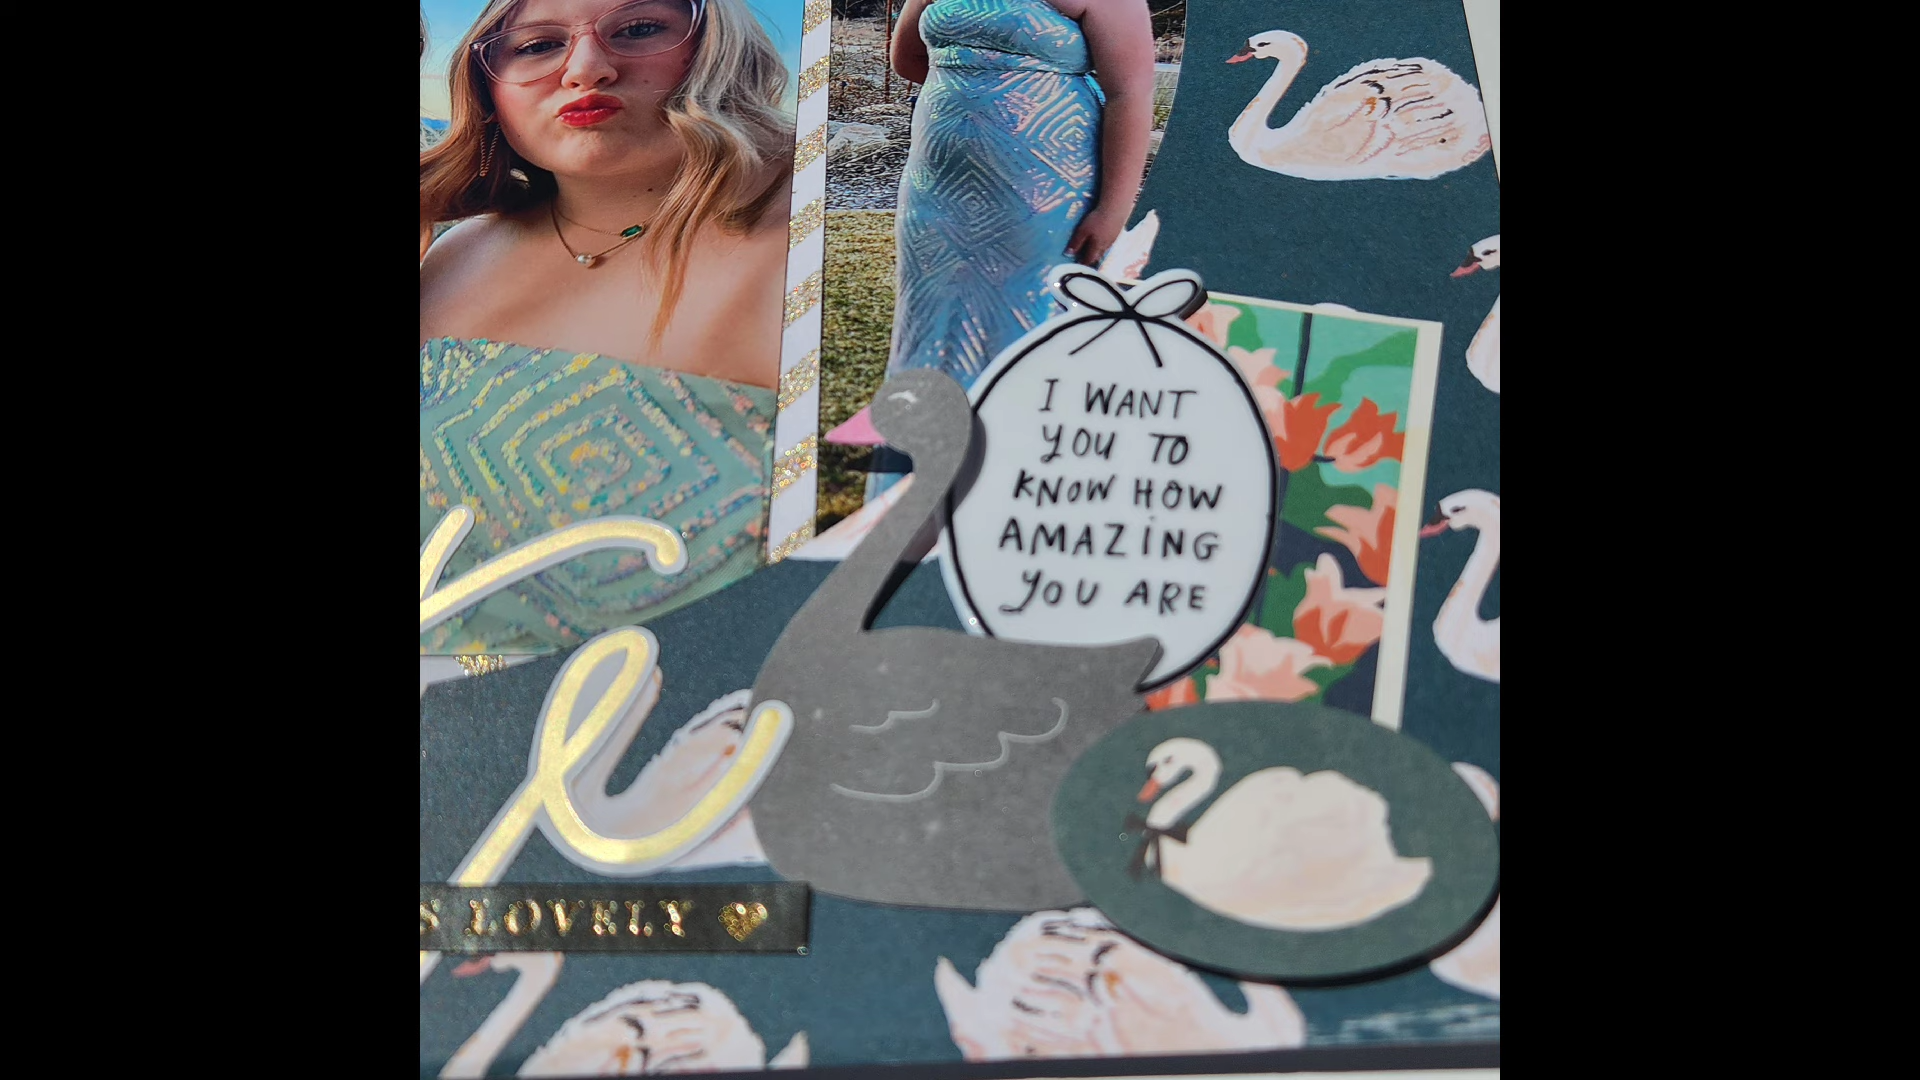 I WANT
YOU TO
KNOW HOW
AMAZING
YOU ARE
LOVELY